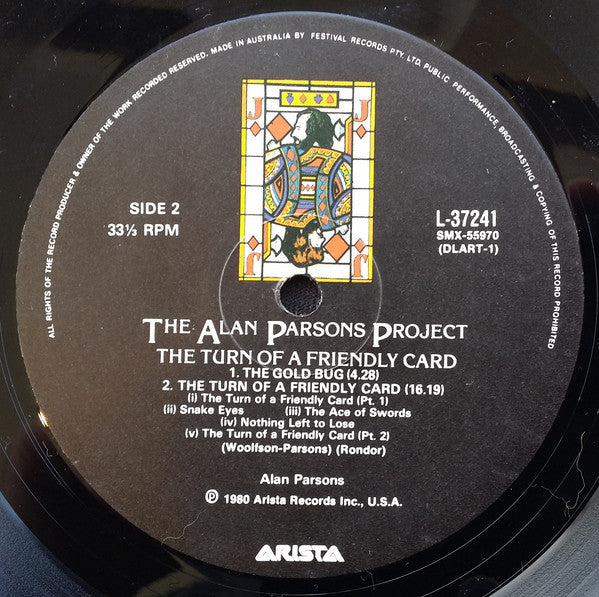 ALL RIGHTS OF THE RECORD PRODUCER & OWNER OF THE WORK RECORDED RESERVED. MADE IN AUSTRALIA BY FESTIVAL RECORDS PTY. LTD. PUBLIC PERFORMANCE, BROADCASTING & COPYING OF THIS RECORD PROHIBITED
J J
SIDE 2
33⅓ RPM
L-37241
SMX-55970
(DLART-1)
J J
THE ALAN PARSONS PROJECT
THE TURN OF A FRIENDLY CARD
1. THE GOLD BUG (4.28)
2. THE TURN OF A FRIENDLY CARD (16.19)
(i) The Turn of a Friendly Card (Pt. 1)
(ii) Snake Eyes (iii) The Ace of Swords
(iv) Nothing Left to Lose
(v) The Turn of a Friendly Card (Pt. 2)
(Woolfson-Parsons) (Rondor)
Alan Parsons
℗ 1980 Arista Records Inc., U.S.A.
ARISTA